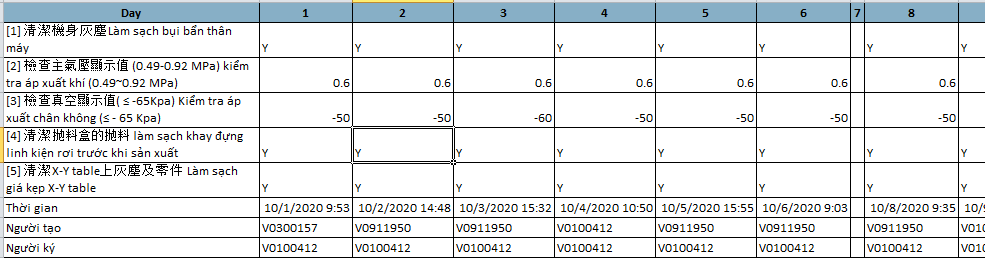 Day 1 2 3 4 5 6 7 8
[1] 清潔機身灰塵Làm sạch bụi bẩn thân
máy Y Y Y Y Y Y Y
[2] 檢查主氣壓顯示值 (0.49-0.92 MPa) kiểm
tra áp xuất khí (0.49~0.92 MPa) 0.6 0.6 0.6 0.6 0.6 0.6 0.6
[3] 檢查真空顯示值( ≤ -65Kpa) Kiểm tra áp
xuất chân không (≤ - 65 Kpa) -50 -50 -60 -50 -50 -50 -50
[4] 清潔拋料盒的拋料 làm sạch khay đựng
linh kiện rơi trước khi sản xuất Y Y Y Y Y Y Y
[5] 清潔X-Y table上灰塵及零件 Làm sạch
giá kẹp X-Y table Y Y Y Y Y Y Y
Thời gian 10/1/2020 9:53 10/2/2020 14:48 10/3/2020 15:32 10/4/2020 10:50 10/5/2020 15:55 10/6/2020 9:03 10/8/2020 9:35 10/9
Người tạo V0300157 V0911950 V0911950 V0100412 V0911950 V0911950 V0911950 V010
Người ký V0100412 V0100412 V0100412 V0100412 V0100412 V0100412 V0100412 V010